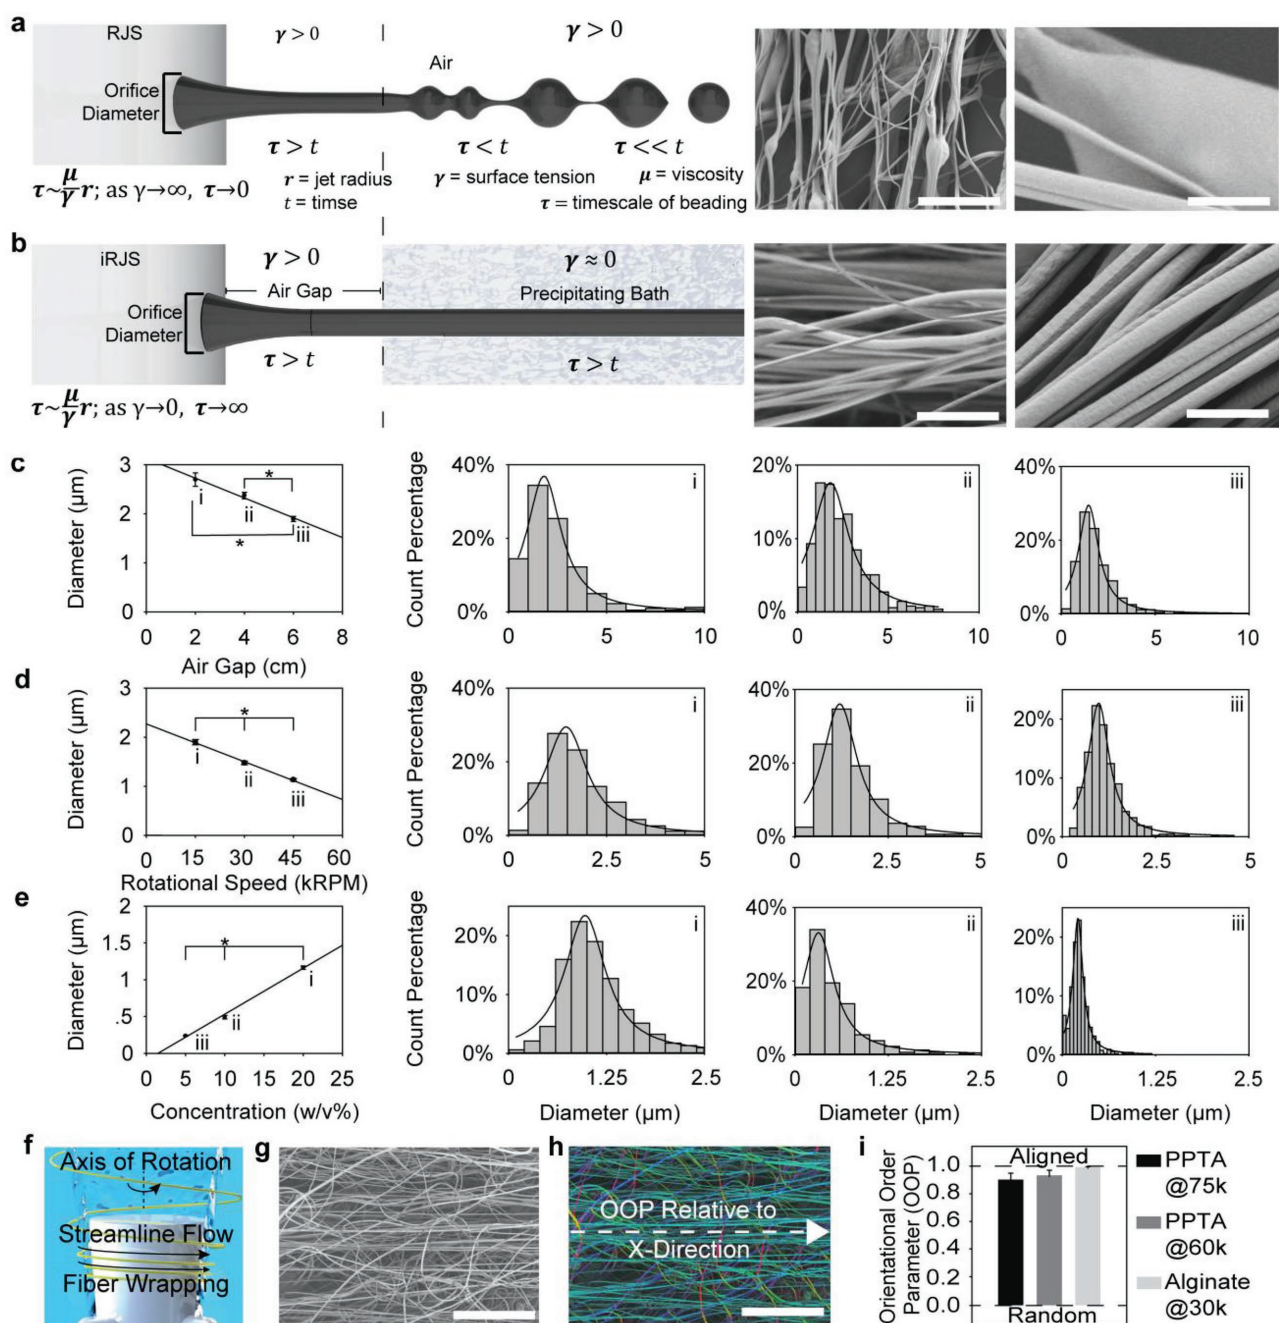 a
RJS
γ > 0
γ > 0
Air
Orifice
Diameter
τ > t
τ < t
τ << t
τ~μ/γ r; as γ→∞, τ→0
r = jet radius
γ = surface tension
μ = viscosity
t = timse
τ = timescale of beading
b
iRJS
γ > 0
γ ≈ 0
Air Gap
Precipitating Bath
Orifice
Diameter
τ > t
τ > t
τ~μ/γ r; as γ→0, τ→∞
c
Diameter (µm)
3
2
1
0
0 2 4 6 8
Air Gap (cm)
i
ii
iii
*
*
Count Percentage
40%
20%
0%
0 5 10
i
20%
10%
0%
0 5 10
ii
40%
20%
0%
0 5 10
iii
d
Diameter (µm)
3
2
1
0
0 15 30 45 60
Rotational Speed (kRPM)
i
ii
iii
*
Count Percentage
40%
20%
0%
0 2.5 5
i
40%
20%
0%
0 2.5 5
ii
20%
10%
0%
0 2.5 5
iii
e
Diameter (µm)
2
1.5
1
.5
0
0 5 10 15 20 25
Concentration (w/v%)
*
i
ii
iii
Count Percentage
20%
10%
0%
0 1.25 2.5
Diameter (µm)
i
40%
20%
0%
0 1.25 2.5
Diameter (µm)
ii
20%
10%
0%
0 1.25 2.5
Diameter (µm)
iii
f
Axis of Rotation
Streamline Flow
Fiber Wrapping
g
h
OOP Relative to
X-Direction
i
Orientational Order
Parameter (OOP)
1.0
0.8
0.6
0.4
0.2
0.0
Aligned
Random
PPTA
@75k
PPTA
@60k
Alginate
@30k